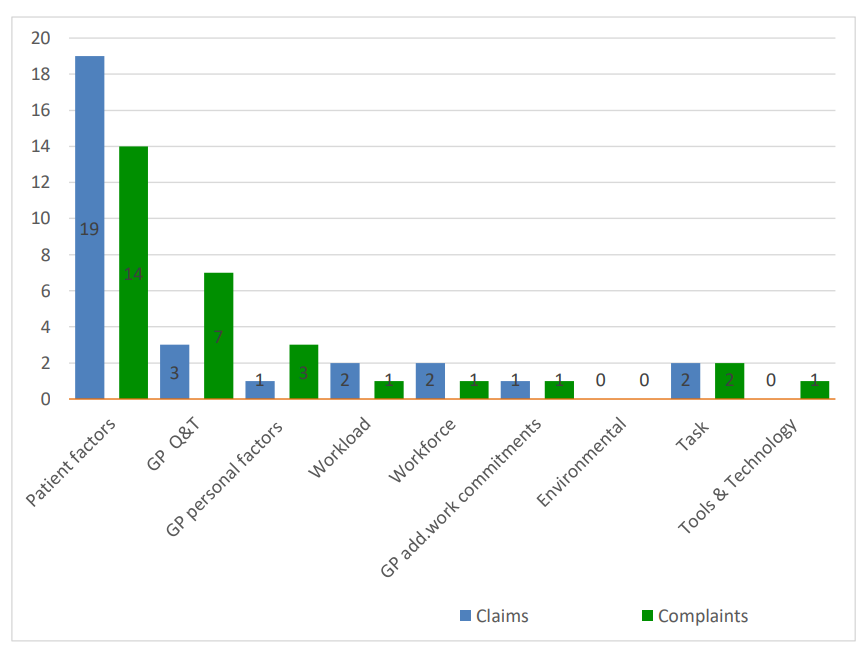 20
18
16
14
12
10
8
6
4
2
0
19
14
3
7
1
3
2
1
2
1
1
1
0
0
2
2
0
1
Patient factors
GP Q&T
GP personal factors
Workload
Workforce
GP add.work commitments
Environmental
Task
Tools & Technology
Claims
Complaints